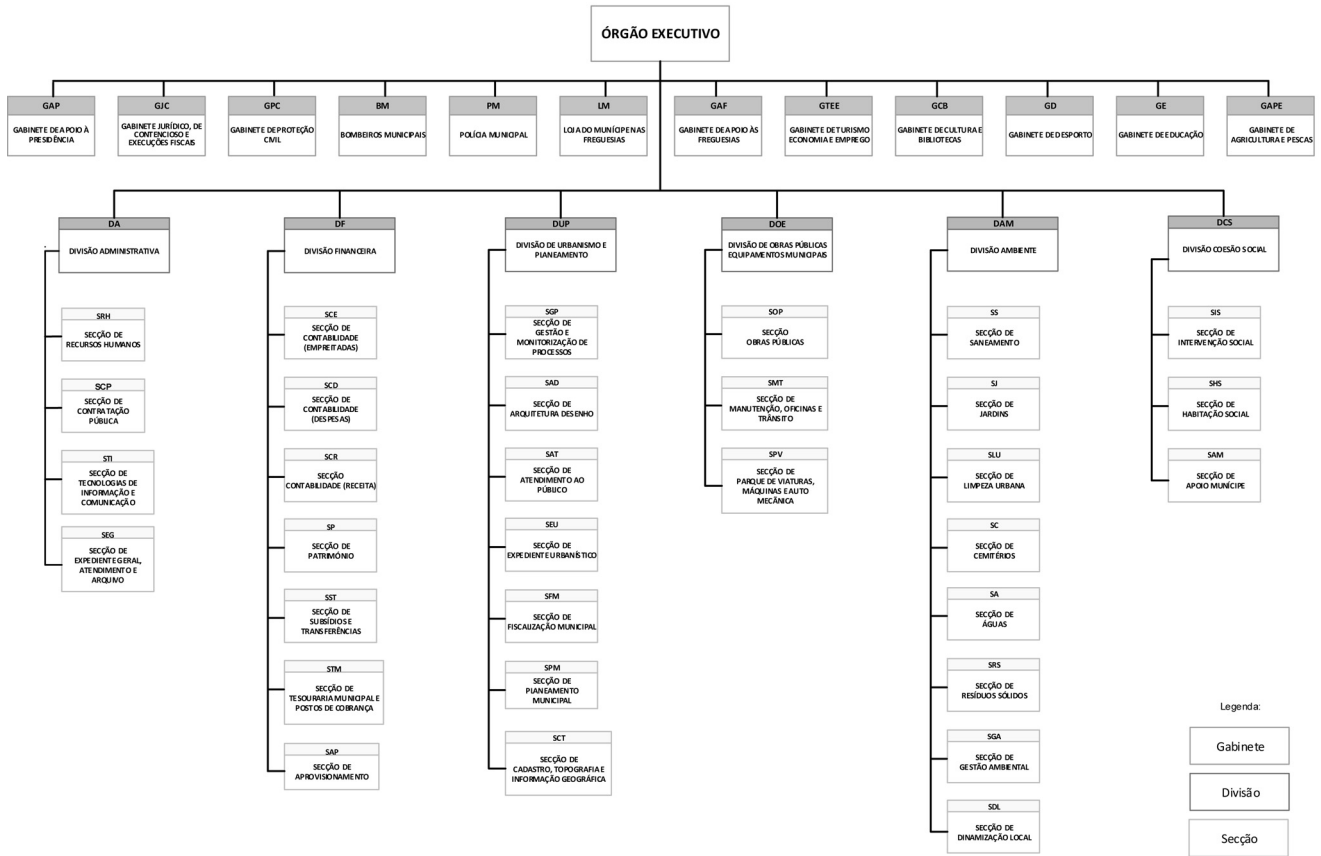 ÓRGÃO EXECUTIVO
GAP
GABINETE DE APOIO À
PRESIDÊNCIA
GJC
GABINETE JURÍDICO, DE
CONTENCIOSO E
EXECUÇÕES FISCAIS
GPC
GABINETE DE PROTEÇÃO
CIVIL
BM
BOMBEIROS MUNICIPAIS
PM
POLÍCIA MUNICIPAL
LM
LOJA DO MUNÍCIPE NAS
FREGUESIAS
GAF
GABINETE DE APOIO ÀS
FREGUESIAS
GTEE
GABINETE DE TURISMO
ECONOMIA E EMPREGO
GCB
GABINETE DE CULTURA E
BIBLIOTECAS
GD
GABINETE DE DESPORTO
GE
GABINETE DE EDUCAÇÃO
GAPE
GABINETE DE
AGRICULTURA E PESCAS
DA
DIVISÃO ADMINISTRATIVA
SRH
SECÇÃO DE
RECURSOS HUMANOS
SCP
SECÇÃO DE
CONTRATAÇÃO
PÚBLICA
STI
SECÇÃO DE
TECNOLOGIAS DE
INFORMAÇÃO E
COMUNICAÇÃO
SEG
SECÇÃO DE
EXPEDIENTE GERAL,
ATENDIMENTO E
ARQUIVO
DF
DIVISÃO FINANCEIRA
SCE
SECÇÃO DE
CONTABILIDADE
(EMPREITADAS)
SCD
SECÇÃO DE
CONTABILIDADE
(DESPESAS)
SCR
SECÇÃO
CONTABILIDADE (RECEITA)
SP
SECÇÃO DE
PATRIMÓNIO
SST
SECÇÃO DE
SUBSÍDIOS E
TRANSFERÊNCIAS
STM
SECÇÃO DE
TESOURARIA MUNICIPAL E
POSTOS DE COBRANÇA
SAP
SECÇÃO DE
APROVISIONAMENTO
DUP
DIVISÃO DE URBANISMO E
PLANEAMENTO
SGP
SECÇÃO DE
GESTÃO E
MONITORIZAÇÃO DE
PROCESSOS
SAD
SECÇÃO DE
ARQUITETURA DESENHO
SAT
SECÇÃO DE
ATENDIMENTO AO
PÚBLICO
SEU
SECÇÃO DE
EXPEDIENTE URBANÍSTICO
SFM
SECÇÃO DE
FISCALIZAÇÃO MUNICIPAL
SPM
SECÇÃO DE
PLANEAMENTO
MUNICIPAL
SCT
SECÇÃO DE
CADASTRO, TOPOGRAFIA E
INFORMAÇÃO GEOGRÁFICA
DOE
DIVISÃO DE OBRAS PÚBLICAS
EQUIPAMENTOS MUNICIPAIS
SOP
SECÇÃO
OBRAS PÚBLICAS
SMT
SECÇÃO DE
MANUTENÇÃO, OFICINAS E
TRÂNSITO
SPV
SECÇÃO DE
PARQUE DE VIATURAS,
MÁQUINAS E AUTO
MECÂNICA
DAM
DIVISÃO AMBIENTE
SS
SECÇÃO DE
SANEAMENTO
SJ
SECÇÃO DE
JARDINS
SLU
SECÇÃO DE
LIMPEZA URBANA
SC
SECÇÃO DE
CEMITÉRIOS
SA
SECÇÃO DE
ÁGUAS
SRS
SECÇÃO DE
RESÍDUOS SÓLIDOS
SGA
SECÇÃO DE
GESTÃO AMBIENTAL
SDL
SECÇÃO DE
DINAMIZAÇÃO LOCAL
DCS
DIVISÃO COESÃO SOCIAL
SIS
SECÇÃO DE
INTERVENÇÃO SOCIAL
SHS
SECÇÃO DE
HABITAÇÃO SOCIAL
SAM
SECÇÃO DE
APOIO MUNÍCIPE
Legenda:
Gabinete
Divisão
Secção